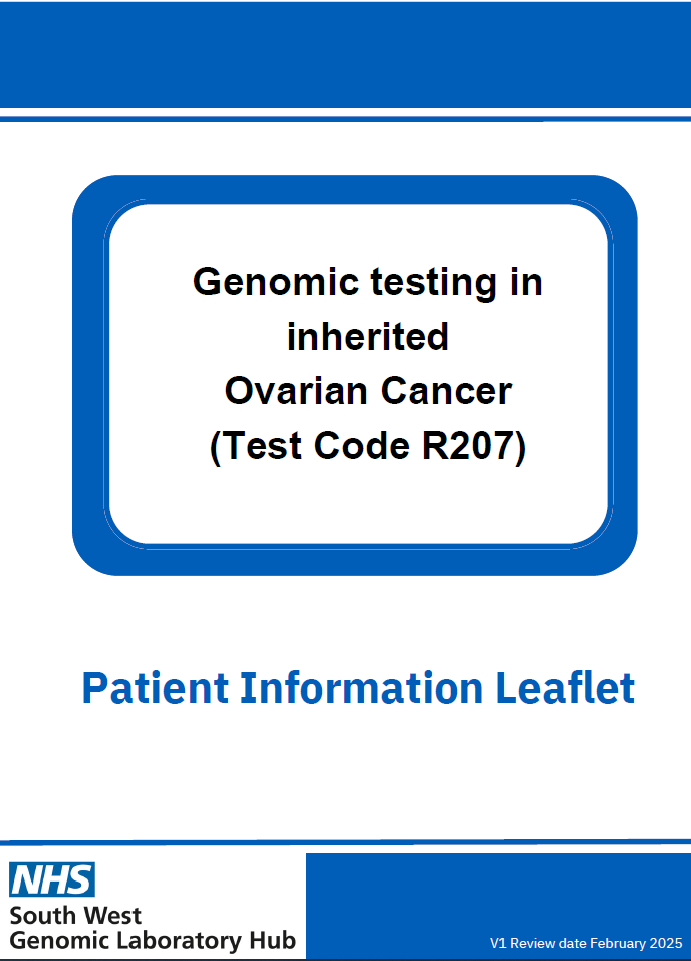 Genomic testing in
inherited
Ovarian Cancer
(Test Code R207)
Patient Information Leaflet
NHS
South West
Genomic Laboratory Hub
V1 Review date February 2025